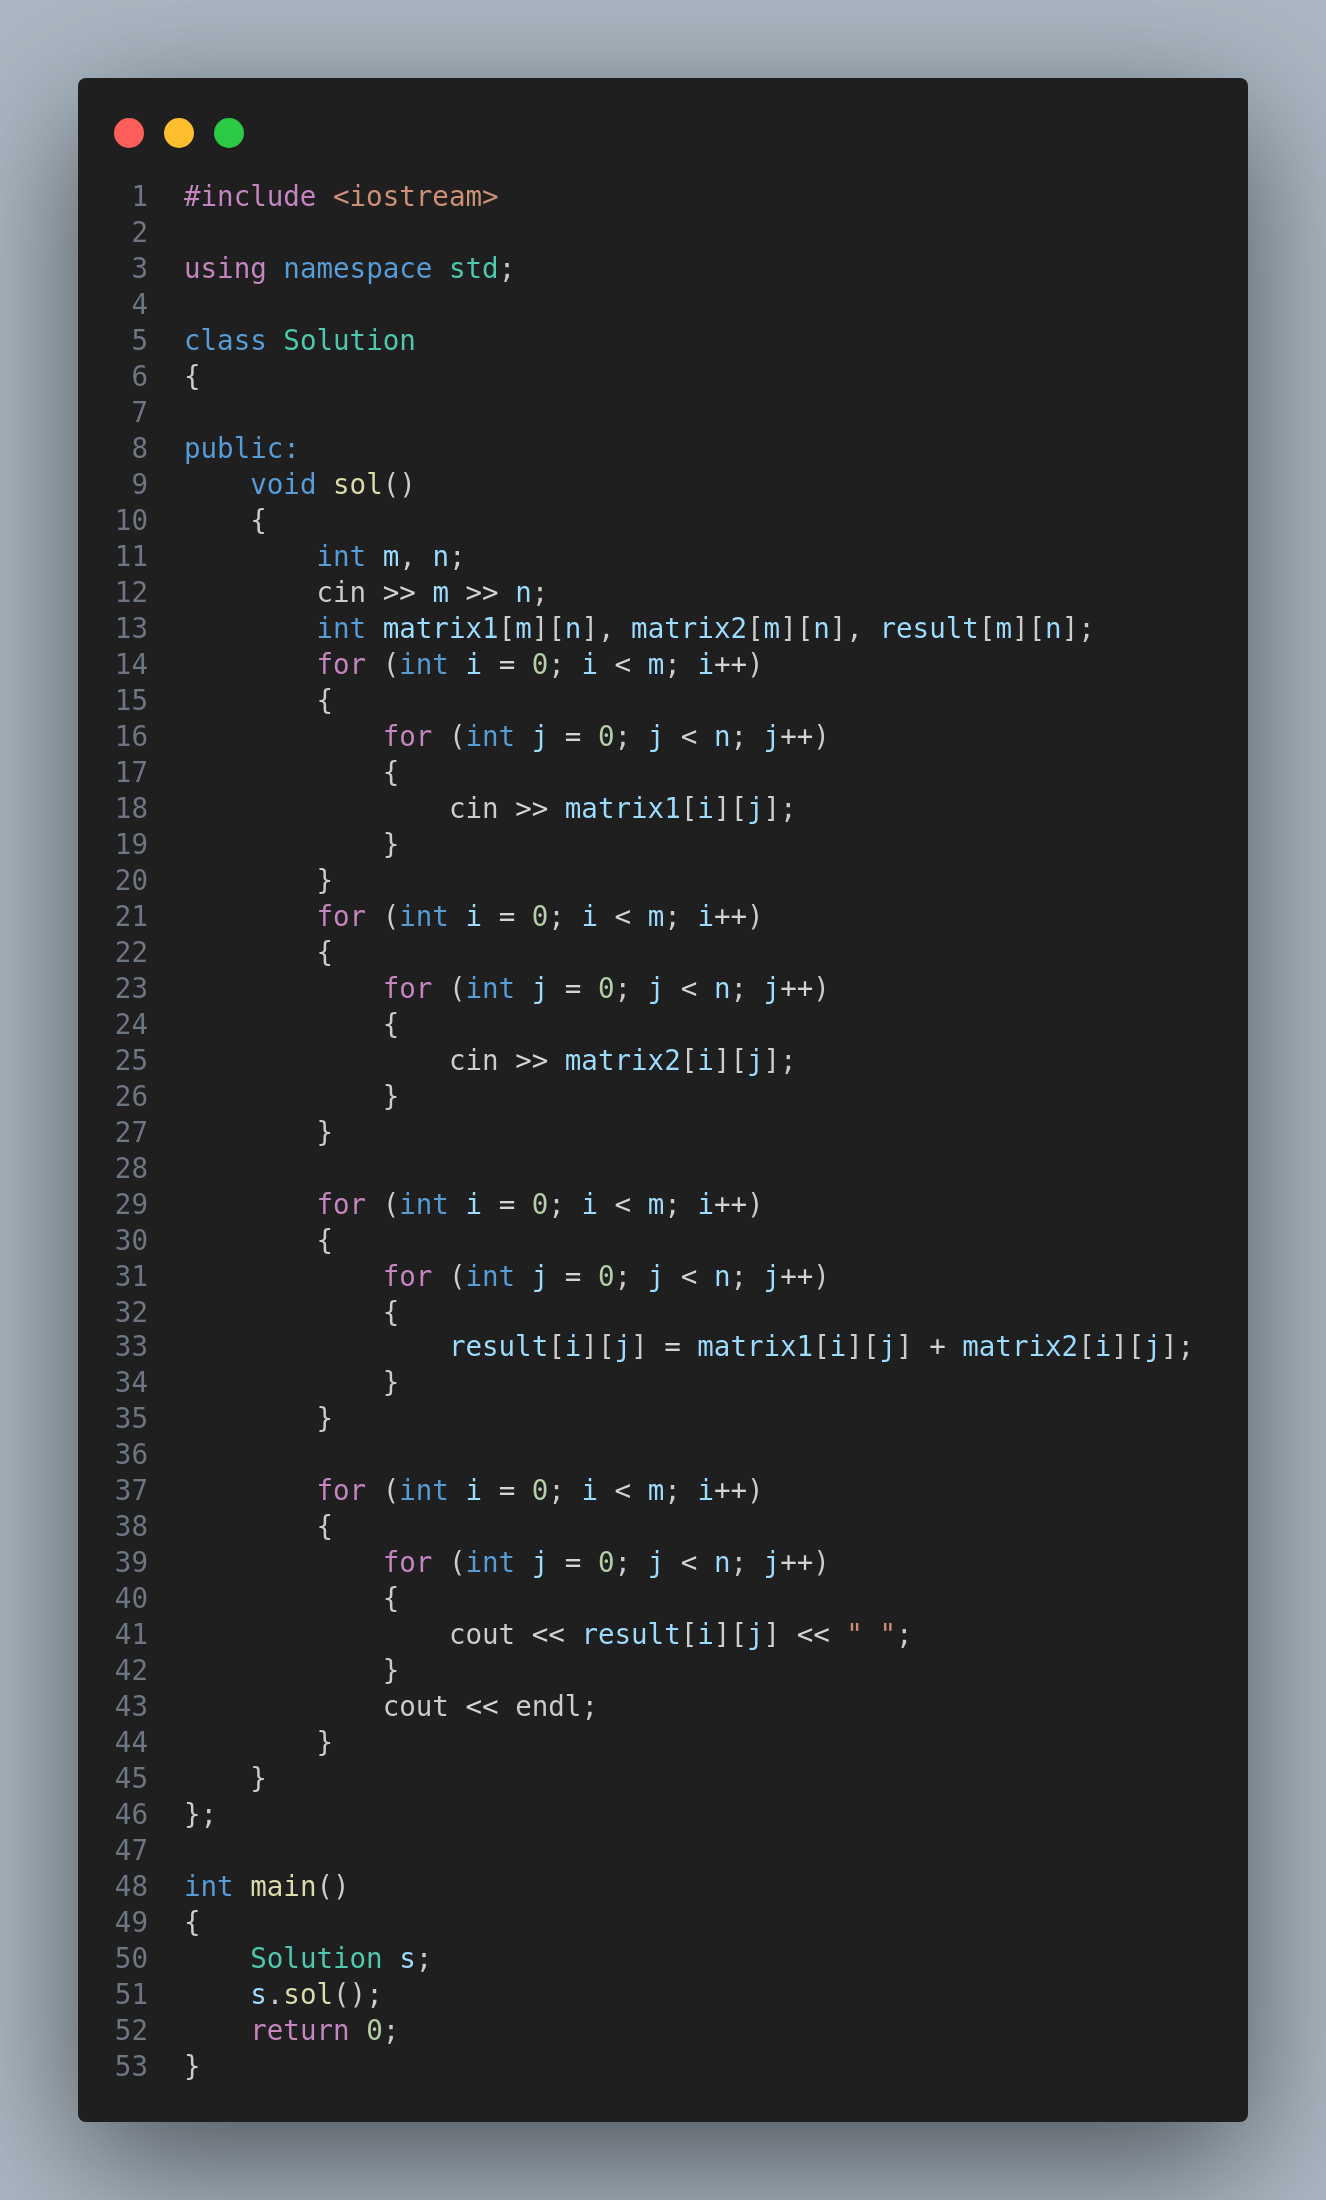 1 #include <iostream>
2
3 using namespace std;
4
5 class Solution
6 {
7
8 public:
9     void sol()
10     {
11         int m, n;
12         cin >> m >> n;
13         int matrix1[m][n], matrix2[m][n], result[m][n];
14         for (int i = 0; i < m; i++)
15         {
16             for (int j = 0; j < n; j++)
17             {
18                 cin >> matrix1[i][j];
19             }
20         }
21         for (int i = 0; i < m; i++)
22         {
23             for (int j = 0; j < n; j++)
24             {
25                 cin >> matrix2[i][j];
26             }
27         }
28
29         for (int i = 0; i < m; i++)
30         {
31             for (int j = 0; j < n; j++)
32             {
33                 result[i][j] = matrix1[i][j] + matrix2[i][j];
34             }
35         }
36
37         for (int i = 0; i < m; i++)
38         {
39             for (int j = 0; j < n; j++)
40             {
41                 cout << result[i][j] << " ";
42             }
43             cout << endl;
44         }
45     }
46 };
47
48 int main()
49 {
50     Solution s;
51     s.sol();
52     return 0;
53 }